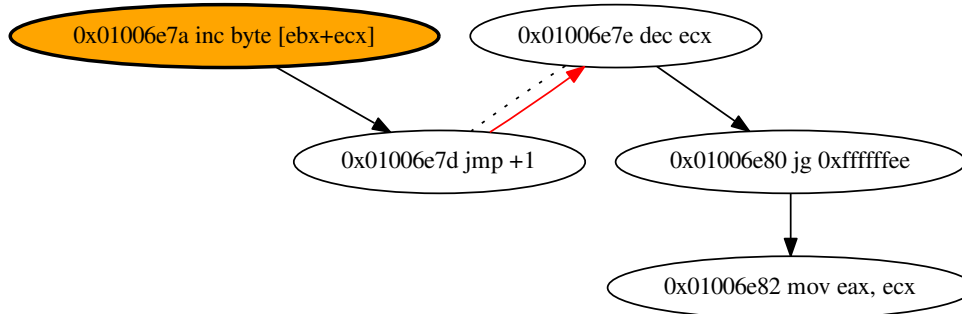 0x01006e7a inc byte [ebx+ecx]
0x01006e7e dec ecx
0x01006e7d jmp +1
0x01006e80 jg 0xffffffee
0x01006e82 mov eax, ecx